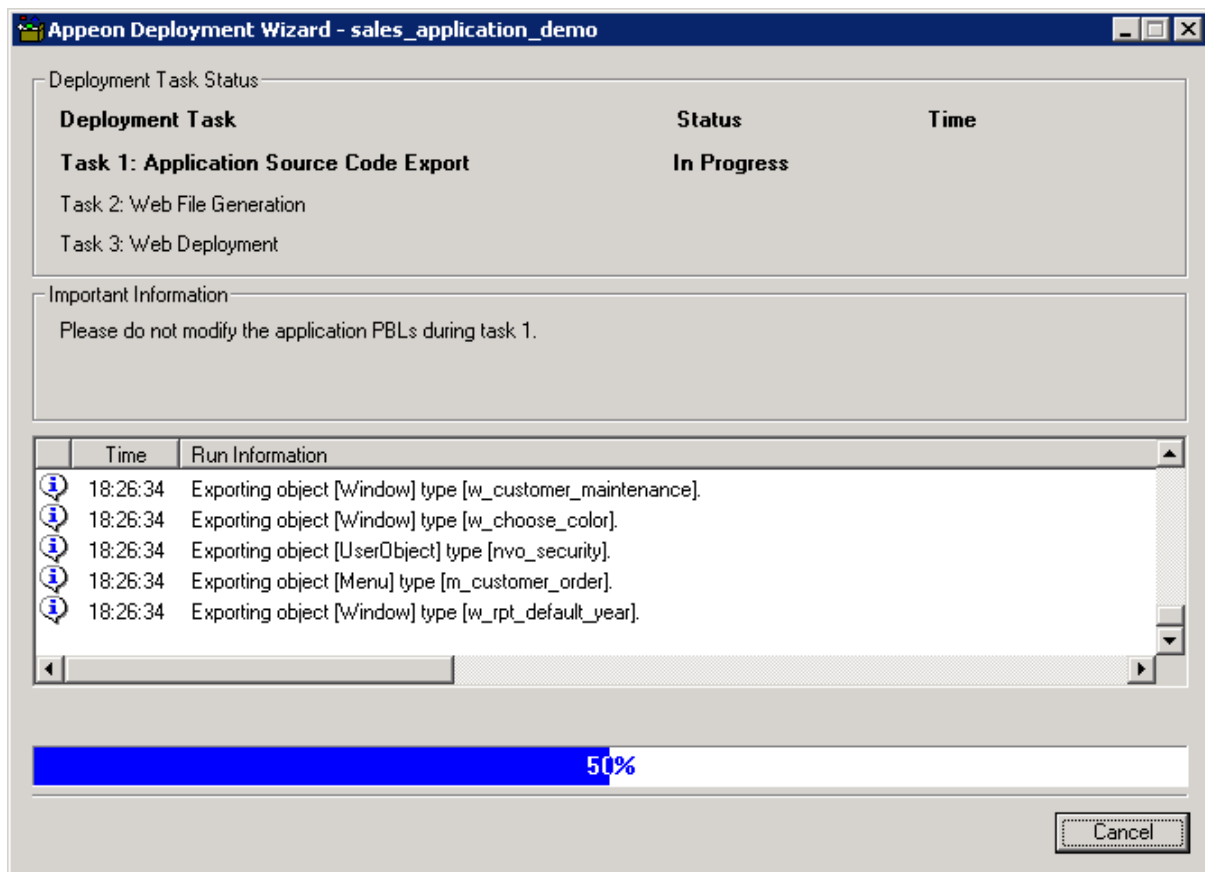 Appeon Deployment Wizard - sales_application_demo
Deployment Task Status
Deployment Task Status Time
Task 1: Application Source Code Export In Progress
Task 2: Web File Generation
Task 3: Web Deployment
Important Information
Please do not modify the application PBLs during task 1.
Time Run Information
18:26:34 Exporting object [Window] type [w_customer_maintenance].
18:26:34 Exporting object [Window] type [w_choose_color].
18:26:34 Exporting object [UserObject] type [nvo_security].
18:26:34 Exporting object [Menu] type [m_customer_order].
18:26:34 Exporting object [Window] type [w_rpt_default_year].
50%
Cancel